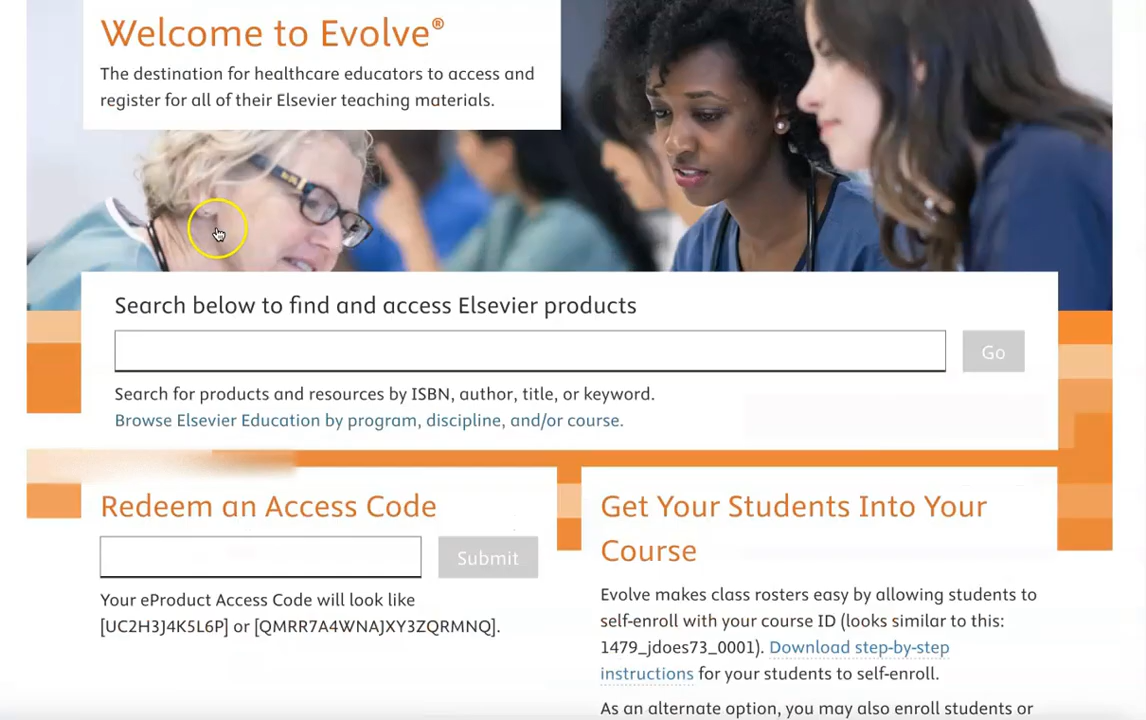 Welcome to Evolve®
The destination for healthcare educators to access and
register for all of their Elsevier teaching materials.
Search below to find and access Elsevier products
Go
Search for products and resources by ISBN, author, title, or keyword.
Browse Elsevier Education by program, discipline, and/or course.
Redeem an Access Code
Submit
Your eProduct Access Code will look like
[UC2H3J4K5L6P] or [QMRR7A4WNAJXY3ZQRMNQ].
Get Your Students Into Your
Course
Evolve makes class rosters easy by allowing students to
self-enroll with your course ID (looks similar to this:
1479_jdoes73_0001). Download step-by-step
instructions for your students to self-enroll.
As an alternate option, you may also enroll students or